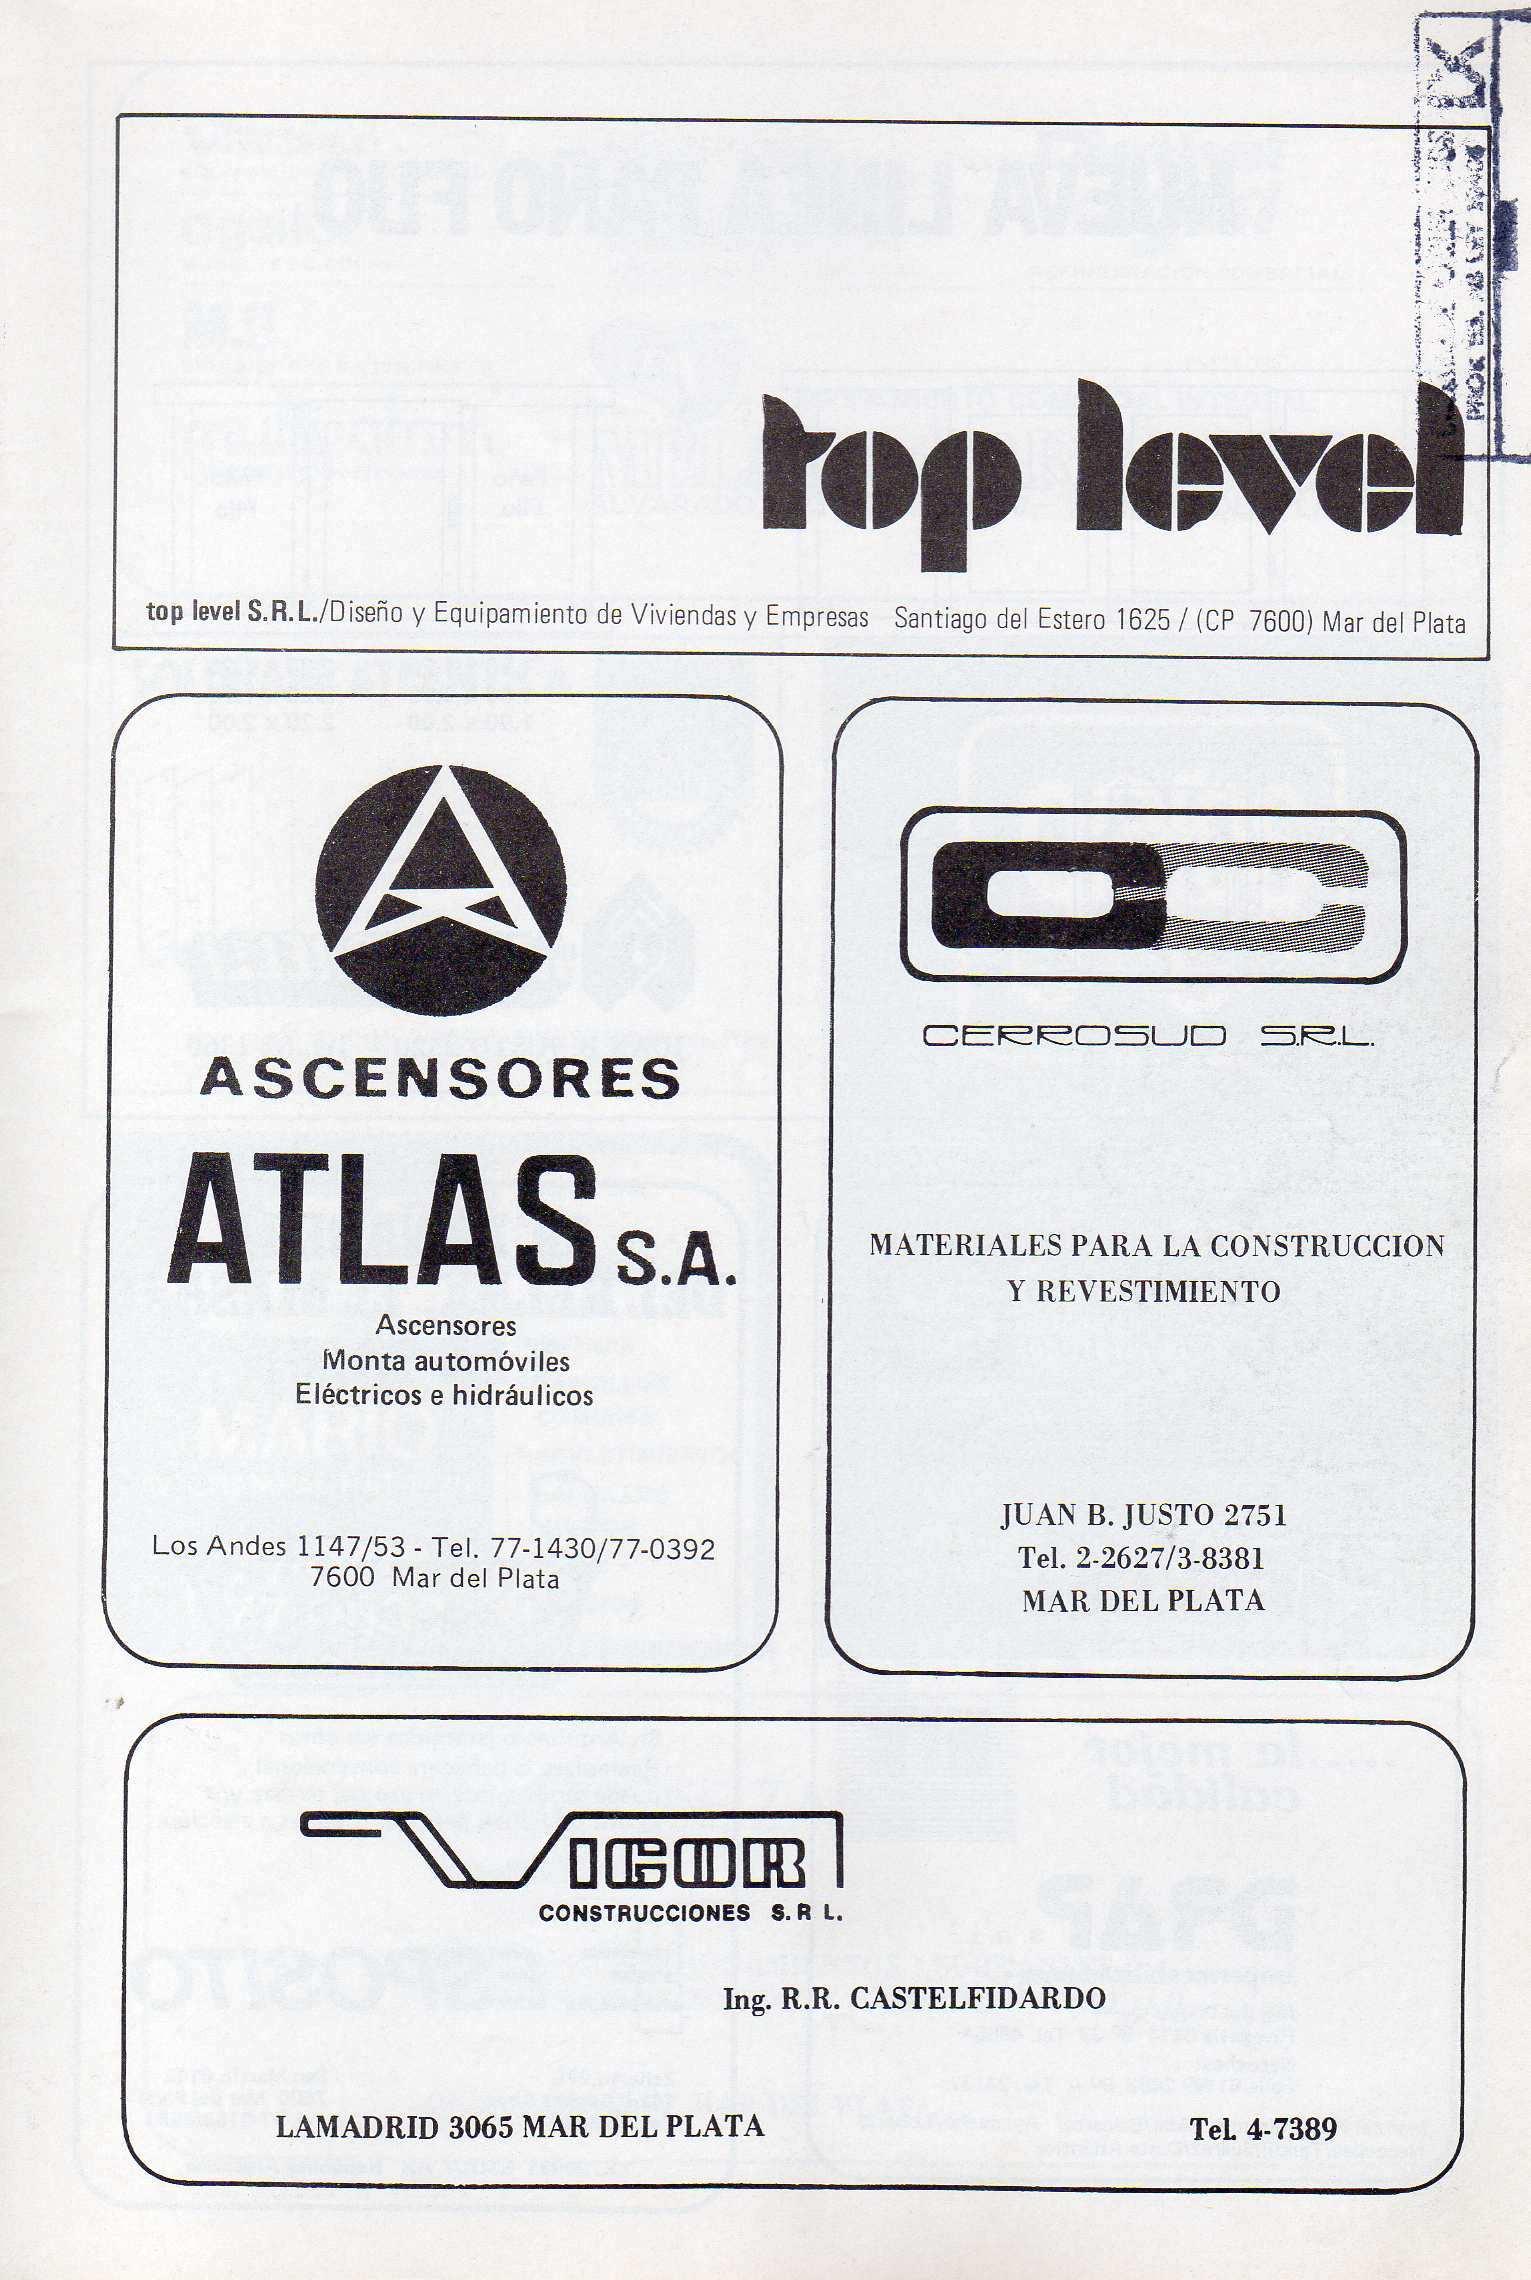 top level
top level S.R.L./Diseño y Equipamiento de Viviendas y Empresas Santiago del Estero 1625 / (CP 7600) Mar del Plata
ASCENSORES
ATLAS S.A.
Ascensores
Monta automóviles
Eléctricos e hidráulicos
Los Andes 1147/53 - Tel. 77-1430/77-0392
7600 Mar del Plata
CERROSUD S.R.L.
MATERIALES PARA LA CONSTRUCCION
Y REVESTIMIENTO
JUAN B. JUSTO 2751
Tel. 2-2627/3-8381
MAR DEL PLATA
VIGOR
CONSTRUCCIONES S. R L.
Ing. R.R. CASTELFIDARDO
LAMADRID 3065 MAR DEL PLATA
Tel. 4-7389